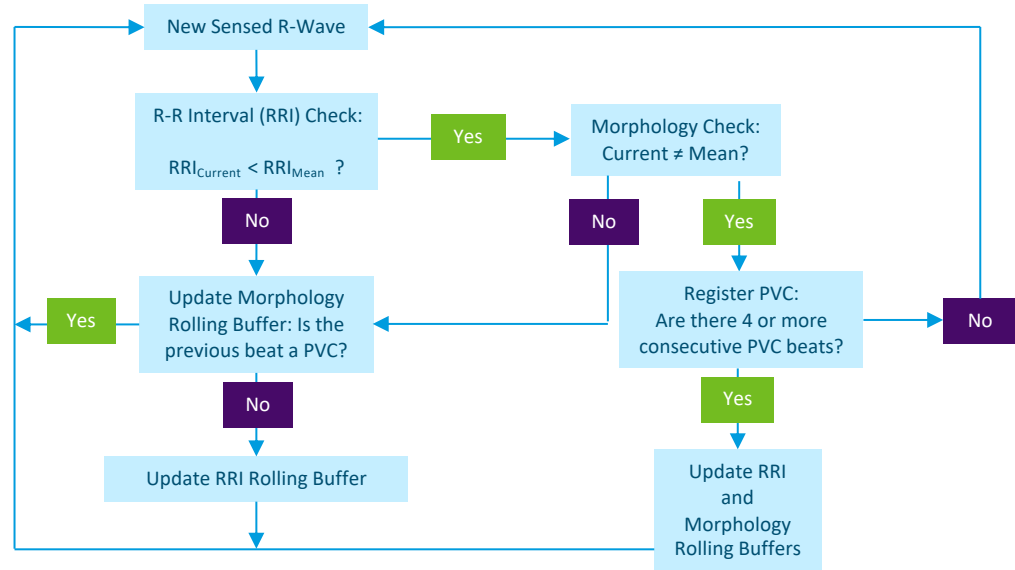 New Sensed R-Wave
R-R Interval (RRI) Check:
RRICurrent < RRIMean ?
Yes
Morphology Check:
Current ≠ Mean?
No
No
Yes
Update Morphology
Rolling Buffer: Is the
previous beat a PVC?
Yes
Register PVC:
Are there 4 or more
consecutive PVC beats?
No
No
Yes
Update RRI Rolling Buffer
Update RRI
and
Morphology
Rolling Buffers